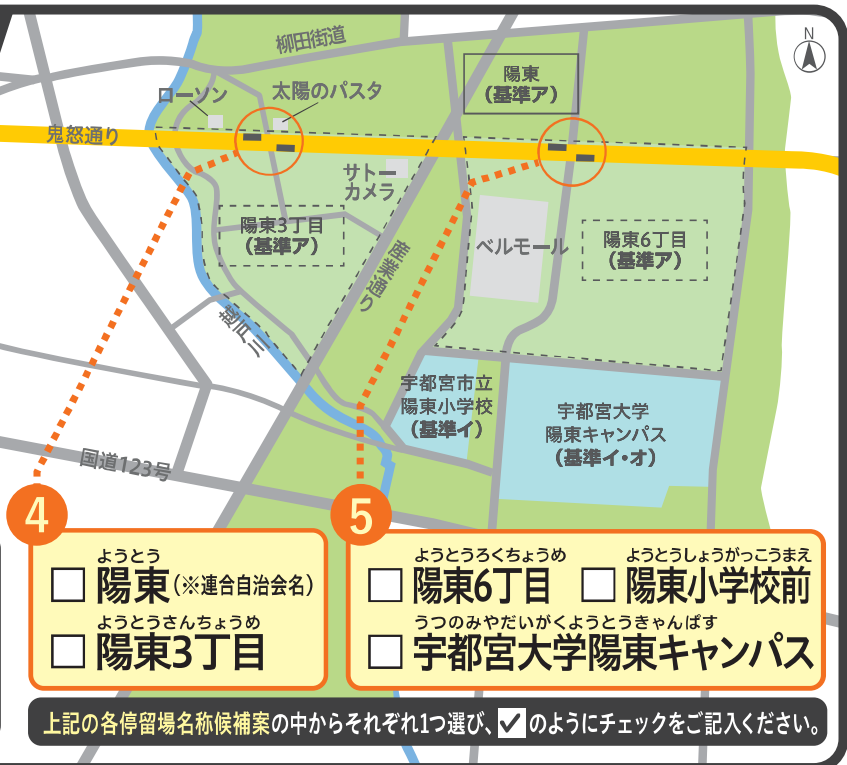 柳田街道
N
陽東
(基準ア)
ローソン
太陽のパスタ
鬼怒通り
サトー
カメラ
陽東3丁目
(基準ア)
産業通り
ベルモール
陽東6丁目
(基準ア)
越戸川
宇都宮市立
陽東小学校
(基準イ)
宇都宮大学
陽東キャンパス
(基準イ・オ)
国道123号
4
ようとう
陽東(※連合自治会名)
ようとうさんちょうめ
陽東3丁目
5
ようとうろくちょうめ
陽東6丁目
ようとうしょうがっこうまえ
陽東小学校前
うつのみやだいがくようとうきゃんぱす
宇都宮大学陽東キャンパス
上記の各停留場名称候補案の中からそれぞれ1つ選び、✓のようにチェックをご記入ください。